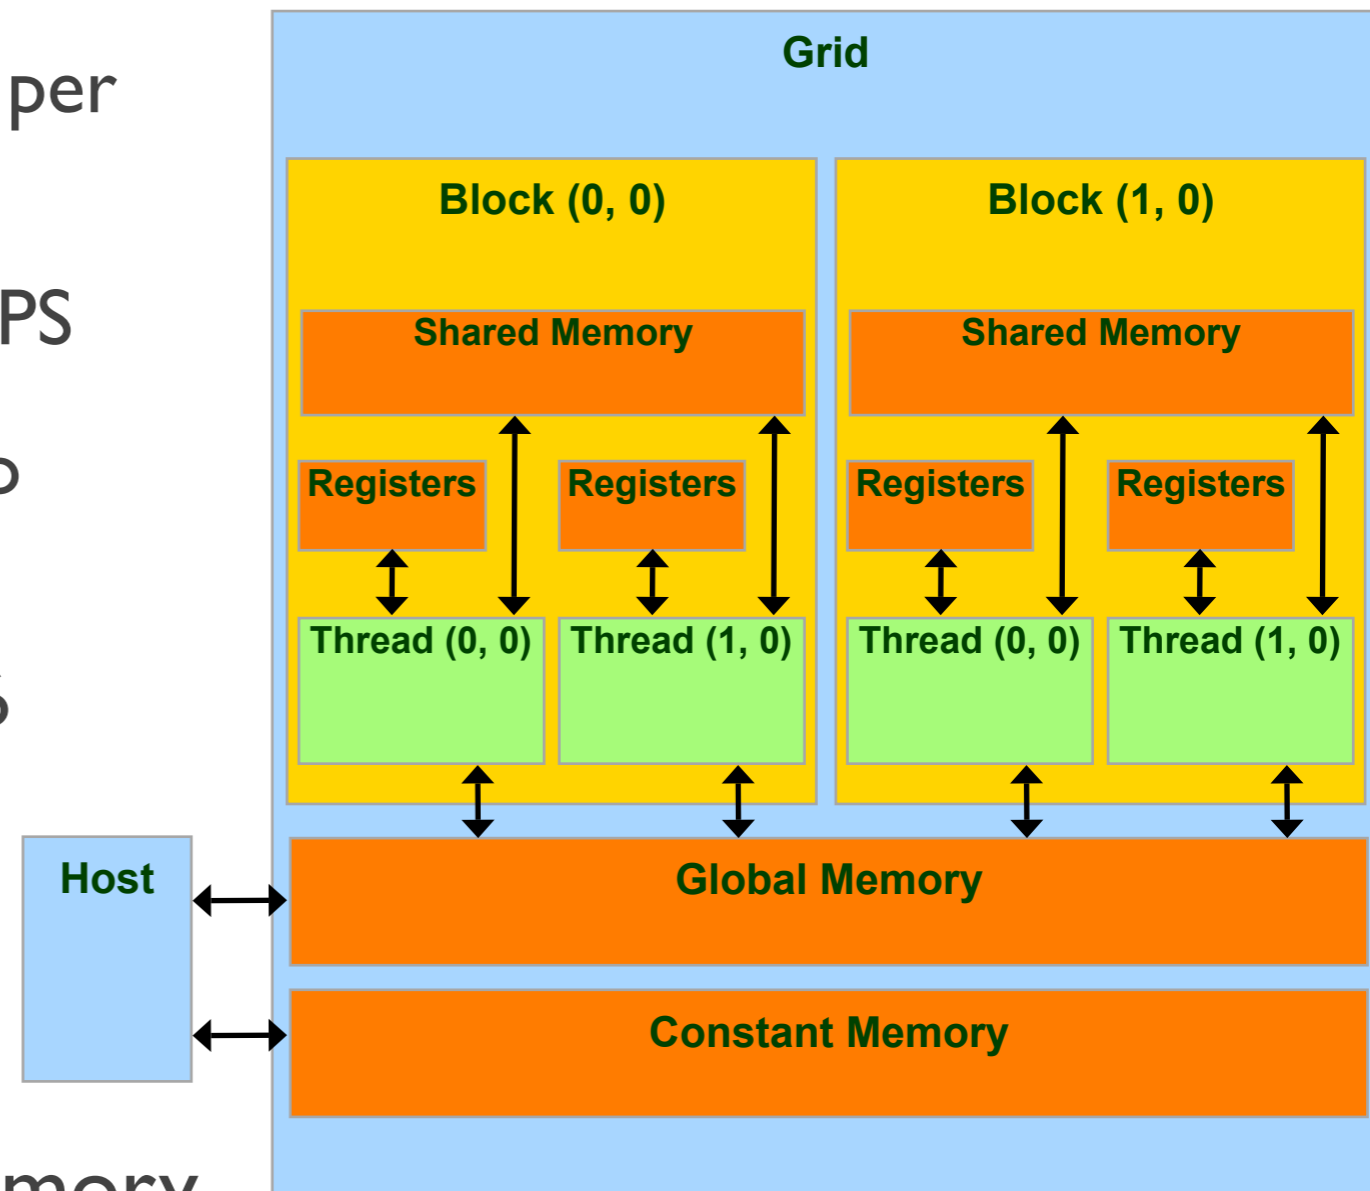 per
PS
Grid
Block (0, 0)
Shared Memory
Registers
Registers
Thread (0, 0)
Thread (1, 0)
Block (1, 0)
Shared Memory
Registers
Registers
Thread (0, 0)
Thread (1, 0)
Host
Global Memory
Constant Memory